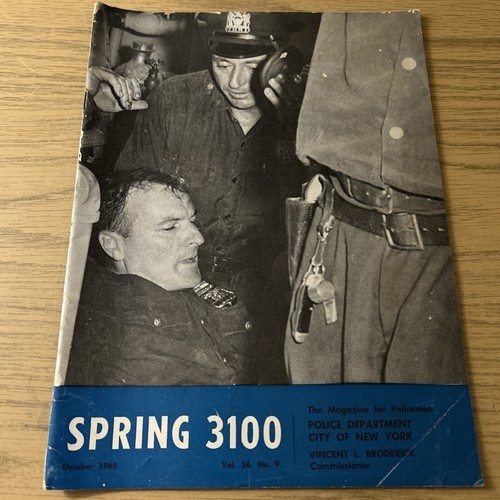 SPRING 3100
October 1965
Vol. 36, No. 9
The Magazine for Policemen
POLICE DEPARTMENT
CITY OF NEW YORK
VINCENT L. BRODERICK
Commissioner